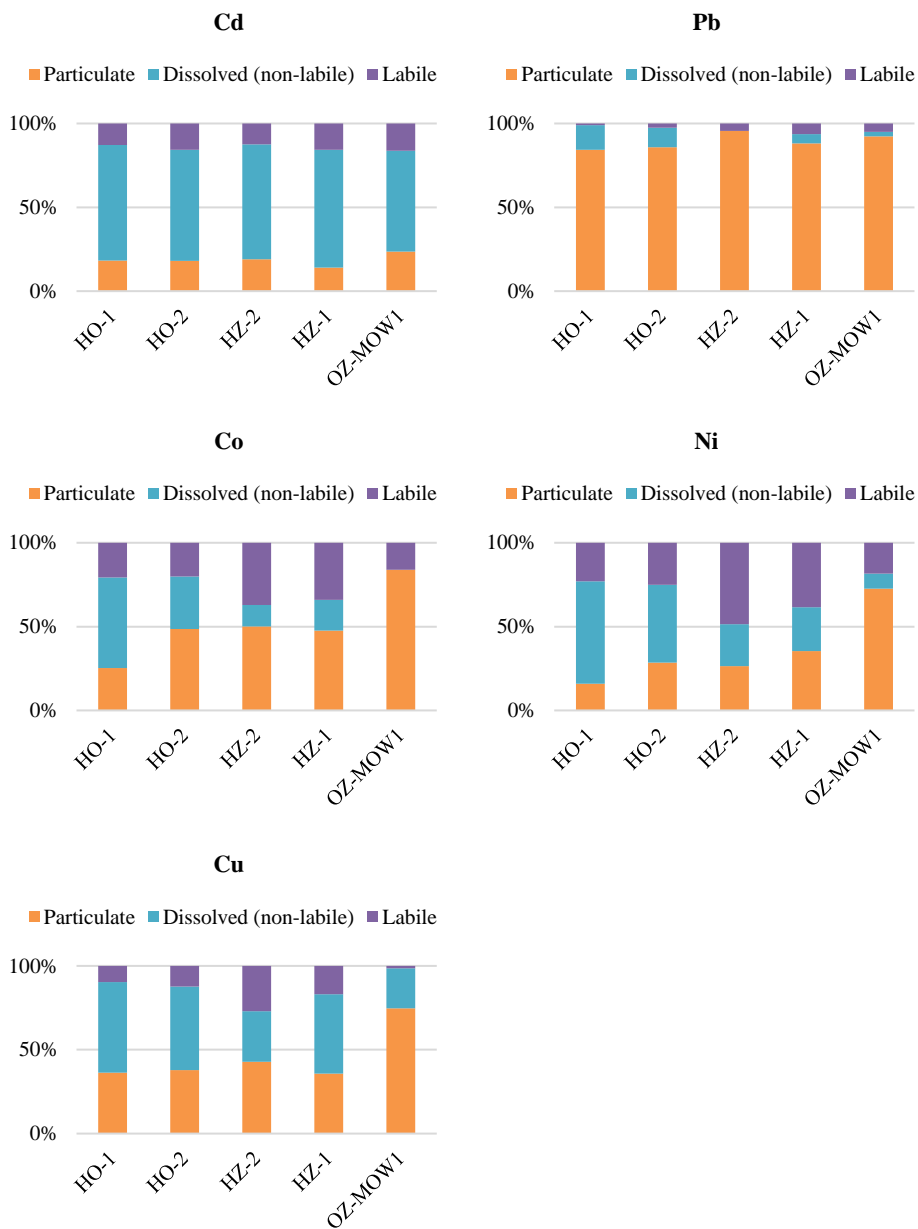 Cd
Particulate Dissolved (non-labile) Labile
100%
50%
0%
HO-1 HO-2 HZ-2 HZ-1 OZ-MOW1
Pb
Particulate Dissolved (non-labile) Labile
100%
50%
0%
HO-1 HO-2 HZ-2 HZ-1 OZ-MOW1
Co
Particulate Dissolved (non-labile) Labile
100%
50%
0%
HO-1 HO-2 HZ-2 HZ-1 OZ-MOW1
Ni
Particulate Dissolved (non-labile) Labile
100%
50%
0%
HO-1 HO-2 HZ-2 HZ-1 OZ-MOW1
Cu
Particulate Dissolved (non-labile) Labile
100%
50%
0%
HO-1 HO-2 HZ-2 HZ-1 OZ-MOW1